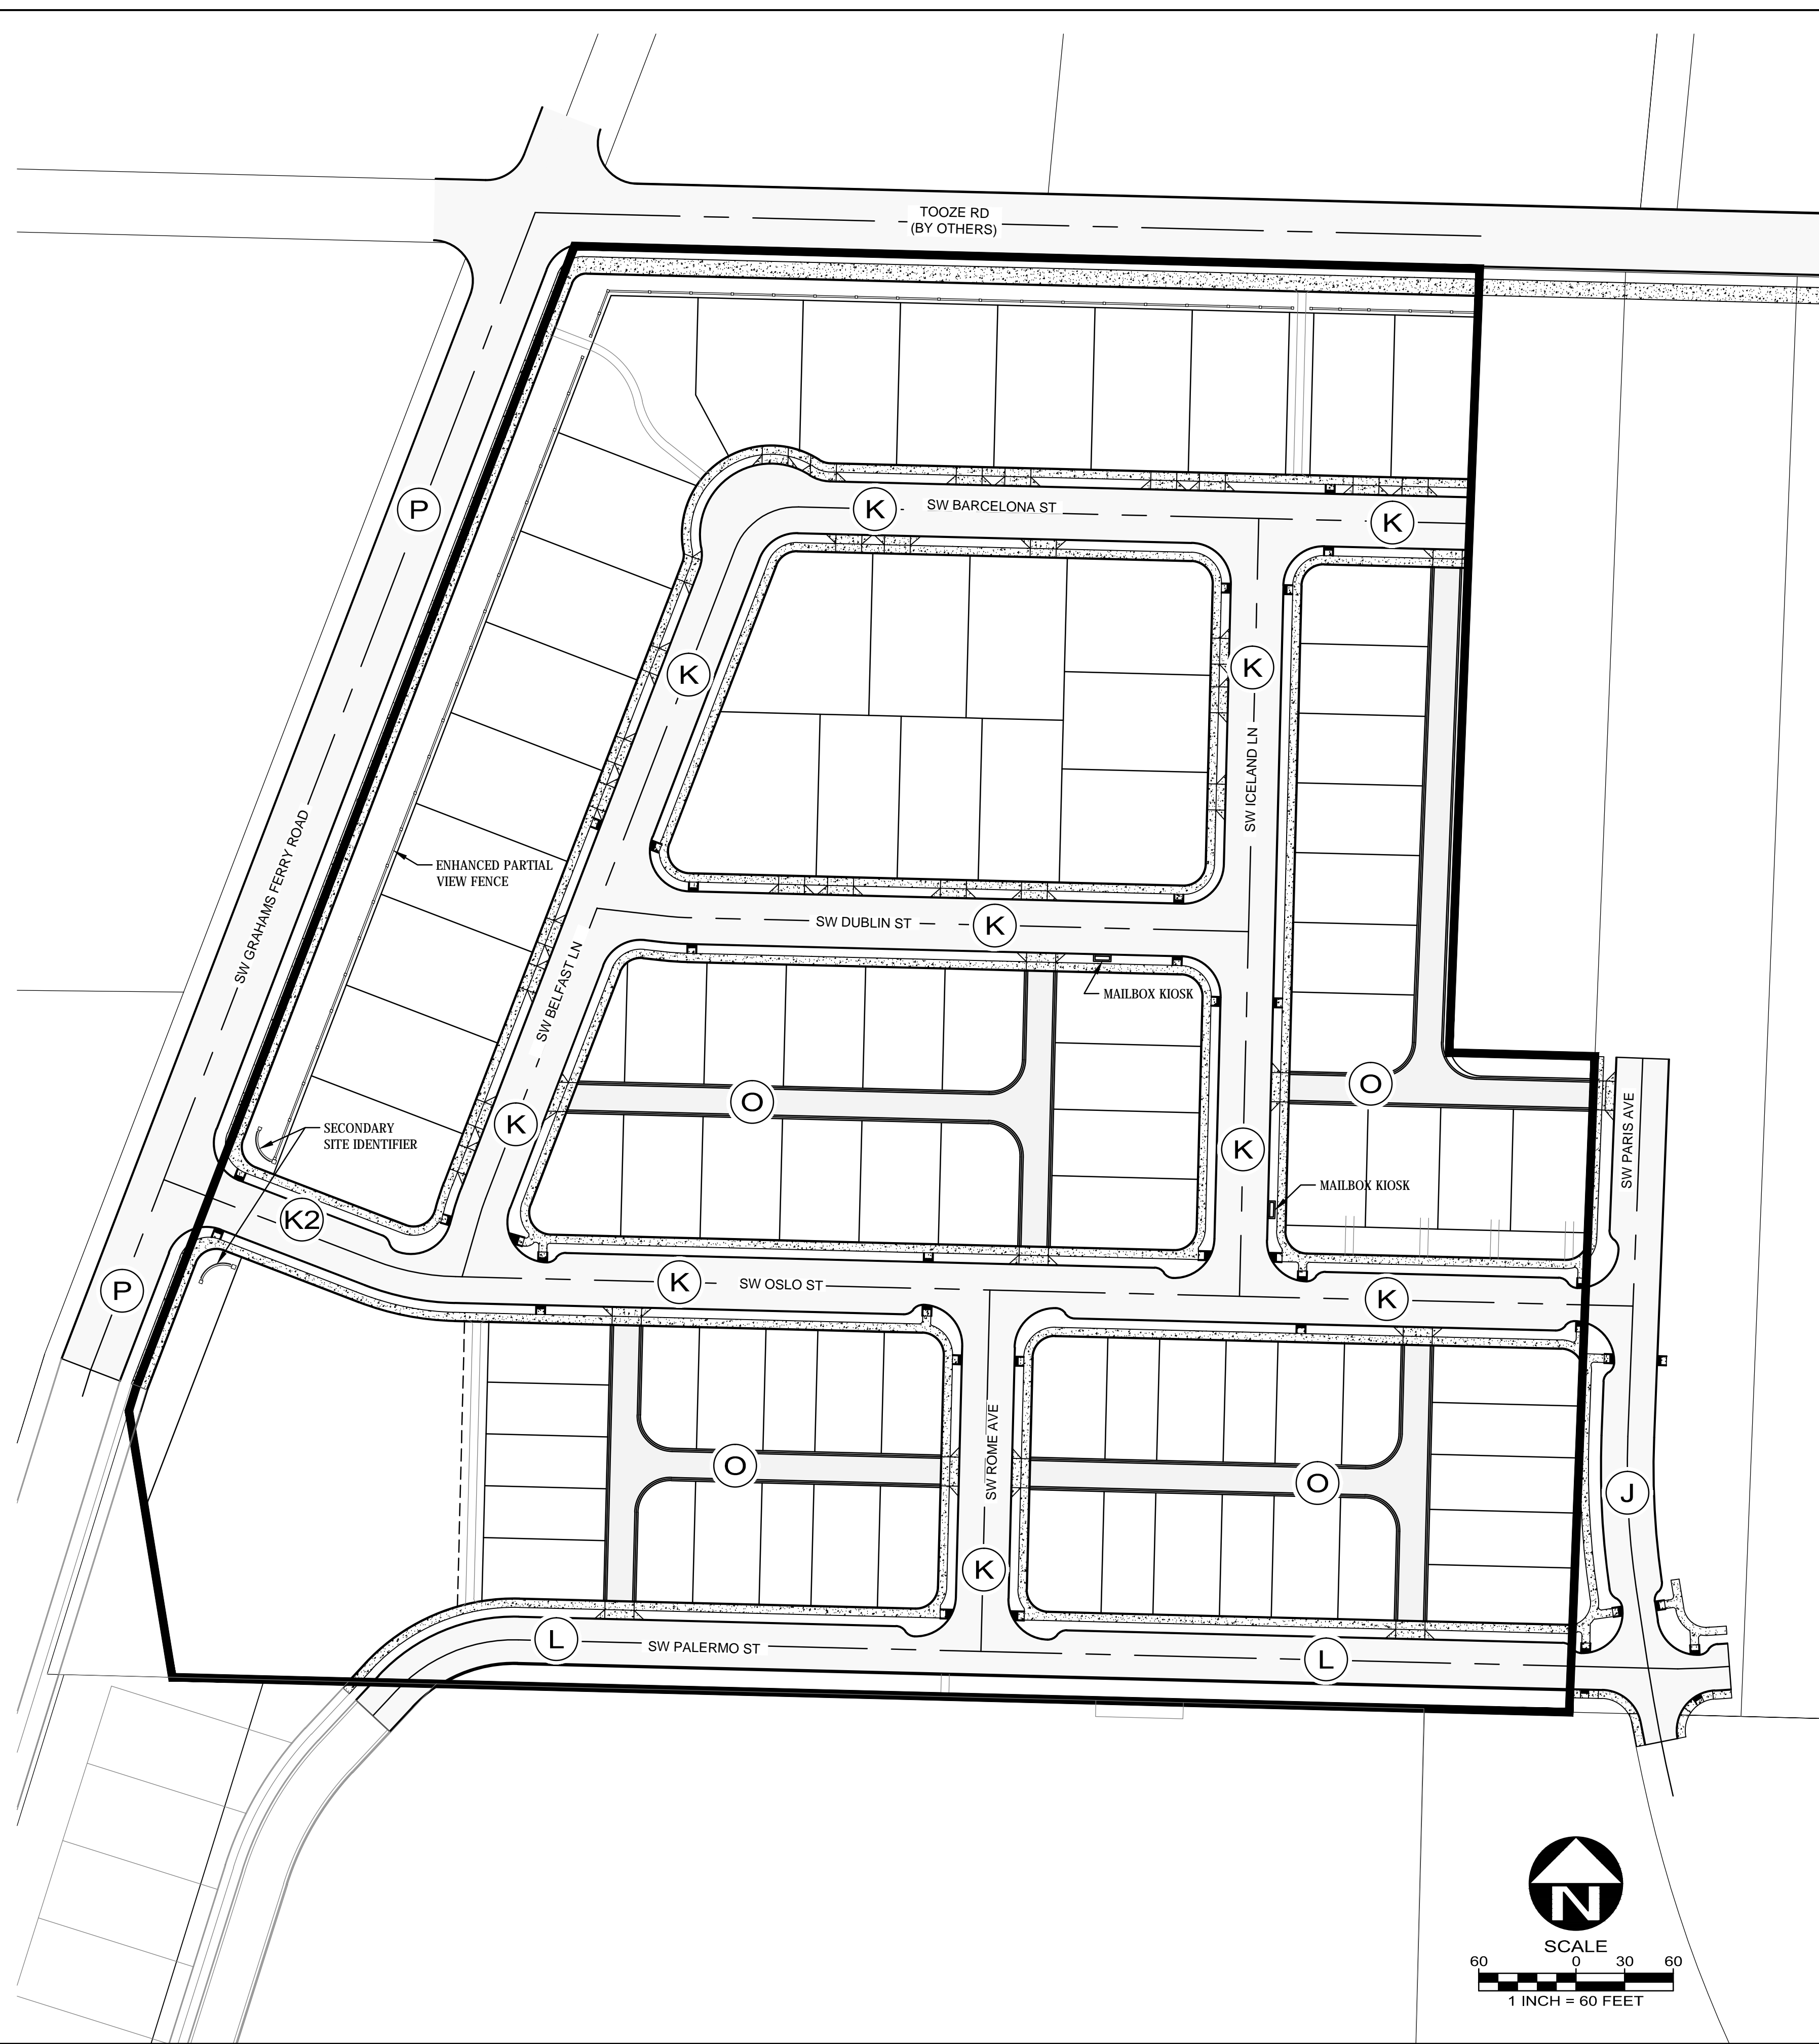 TOOZE RD
(BY OTHERS)
P
K
SW BARCELONA ST
K
K
K
SW ICELAND LN
SW GRAHAMS FERRY ROAD
ENHANCED PARTIAL
VIEW FENCE
SW DUBLIN ST
K
SW BELFAST LN
MAILBOX KIOSK
O
O
K
SECONDARY
SITE IDENTIFIER
K
SW PARIS AVE
MAILBOX KIOSK
K2
P
K
SW OSLO ST
K
SW ROME AVE
O
O
J
K
L
SW PALERMO ST
L
N
SCALE
60 0 30 60
1 INCH = 60 FEET